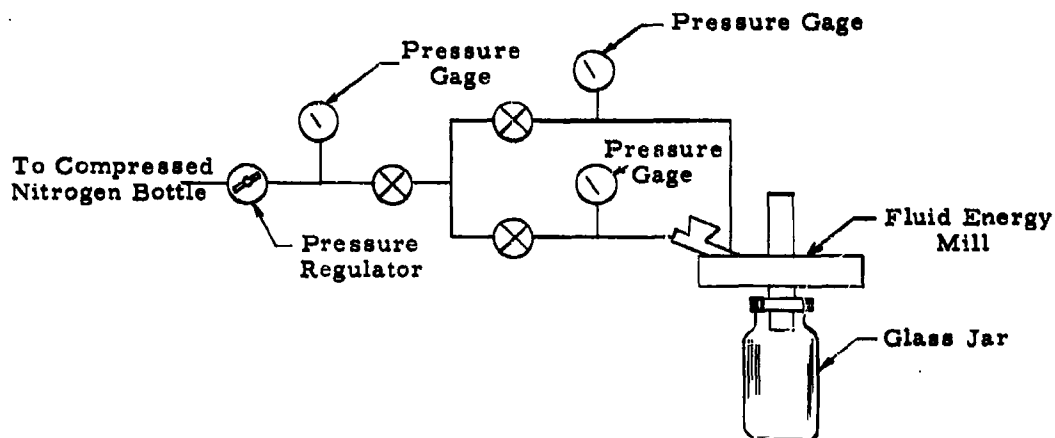 Pressure Gage
Pressure
Gage
Pressure
Gage
To Compressed
Nitrogen Bottle
Fluid Energy
Mill
Pressure
Regulator
Glass Jar